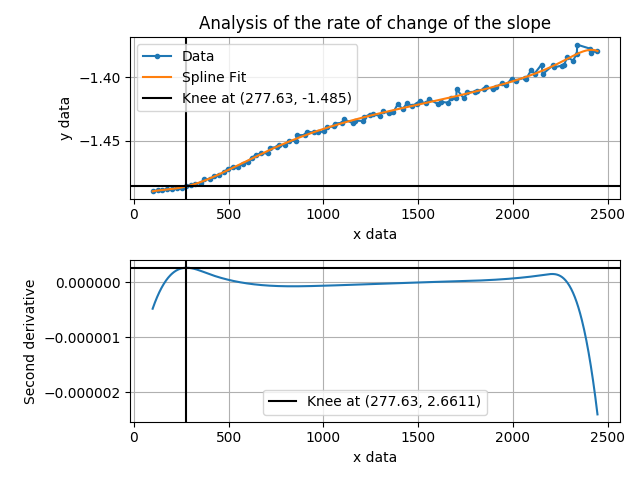 Analysis of the rate of change of the slope
Data
Spline Fit
Knee at (277.63, -1.485)
−1.40
−1.45
y data
0 500 1000 1500 2000 2500
x data
0.000000
−0.000001
−0.000002
Second derivative
Knee at (277.63, 2.6611)
0 500 1000 1500 2000 2500
x data